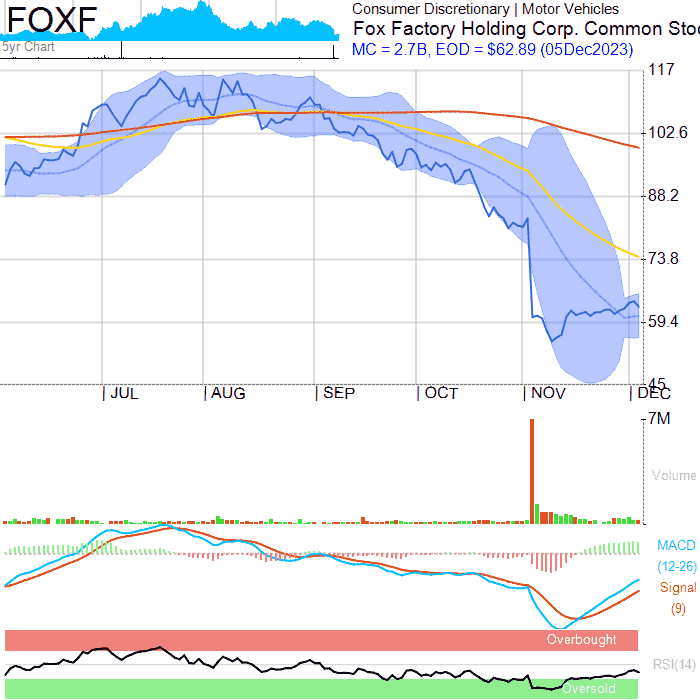 FOXF
5yr Chart
Consumer Discretionary | Motor Vehicles
Fox Factory Holding Corp. Common Stoc
MC = 2.7B, EOD = $62.89 (05Dec2023)
117
102.6
88.2
73.8
59.4
45
JUL AUG SEP OCT NOV DEC
7M
Volume
MACD
(12-26)
Signal
(9)
Overbought
RSI(14)
Oversold